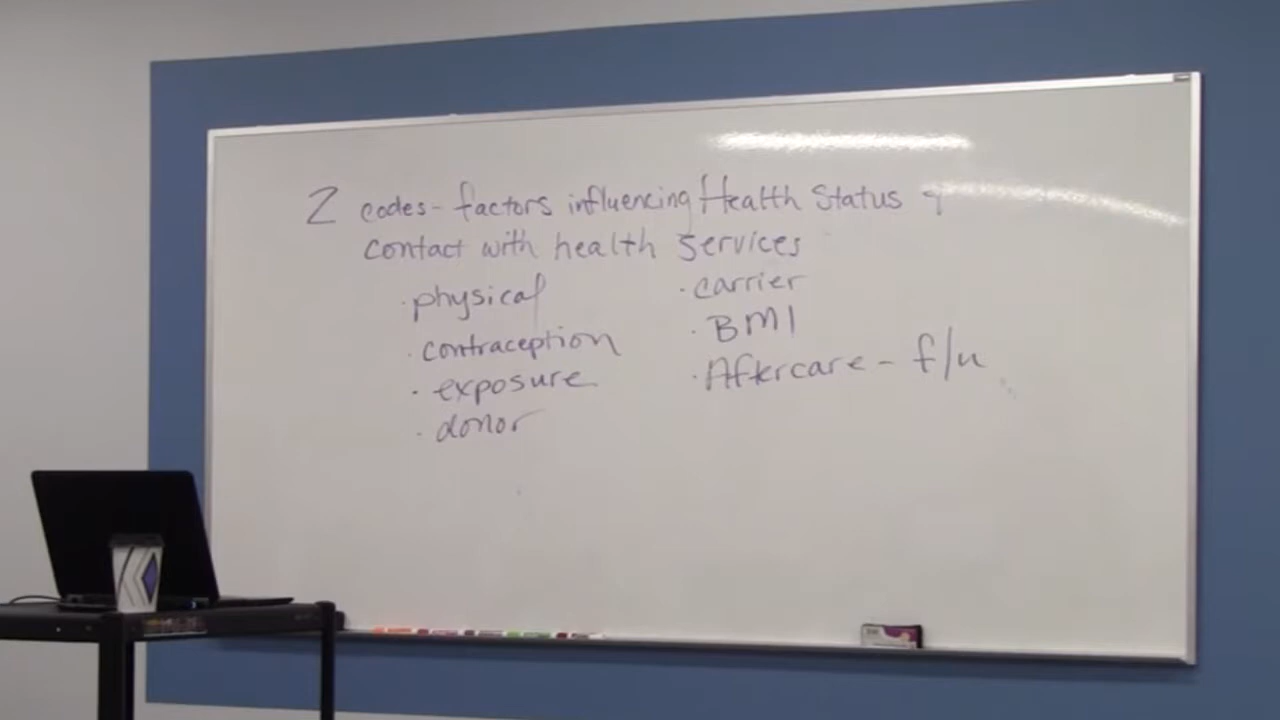 Z codes - factors influencing Health Status &
contact with health services
· physical
· contraception
· exposure
· donor
· carrier
· BMI
· Aftercare - f/u